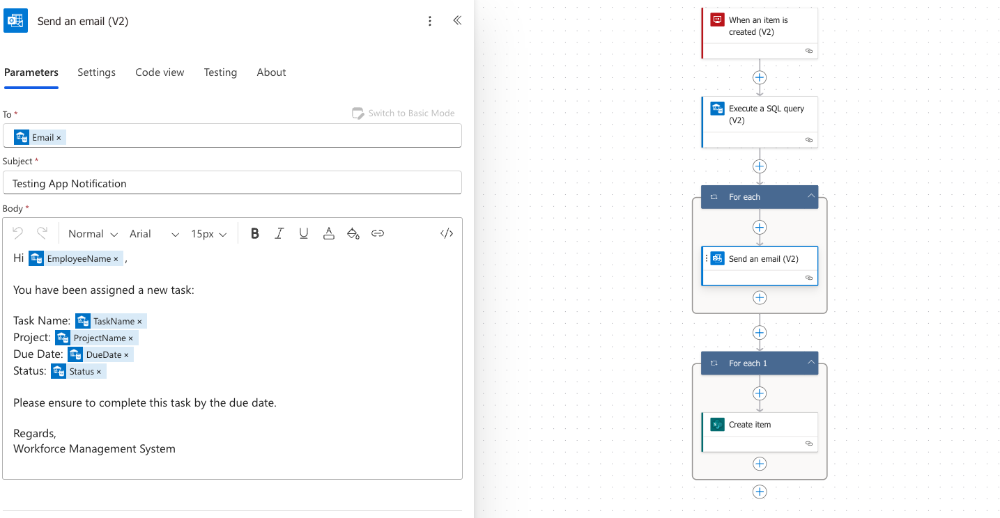 Send an email (V2)
Parameters Settings Code view Testing About
To *
Switch to Basic Mode
Email ×
Subject *
Testing App Notification
Body *
Normal Arial 15px B I U A </>
Hi EmployeeName × ,
You have been assigned a new task:
Task Name: TaskName ×
Project: ProjectName ×
Due Date: DueDate ×
Status: Status ×
Please ensure to complete this task by the due date.
Regards,
Workforce Management System
When an item is
created (V2)
Execute a SQL query
(V2)
For each
Send an email (V2)
For each 1
Create item